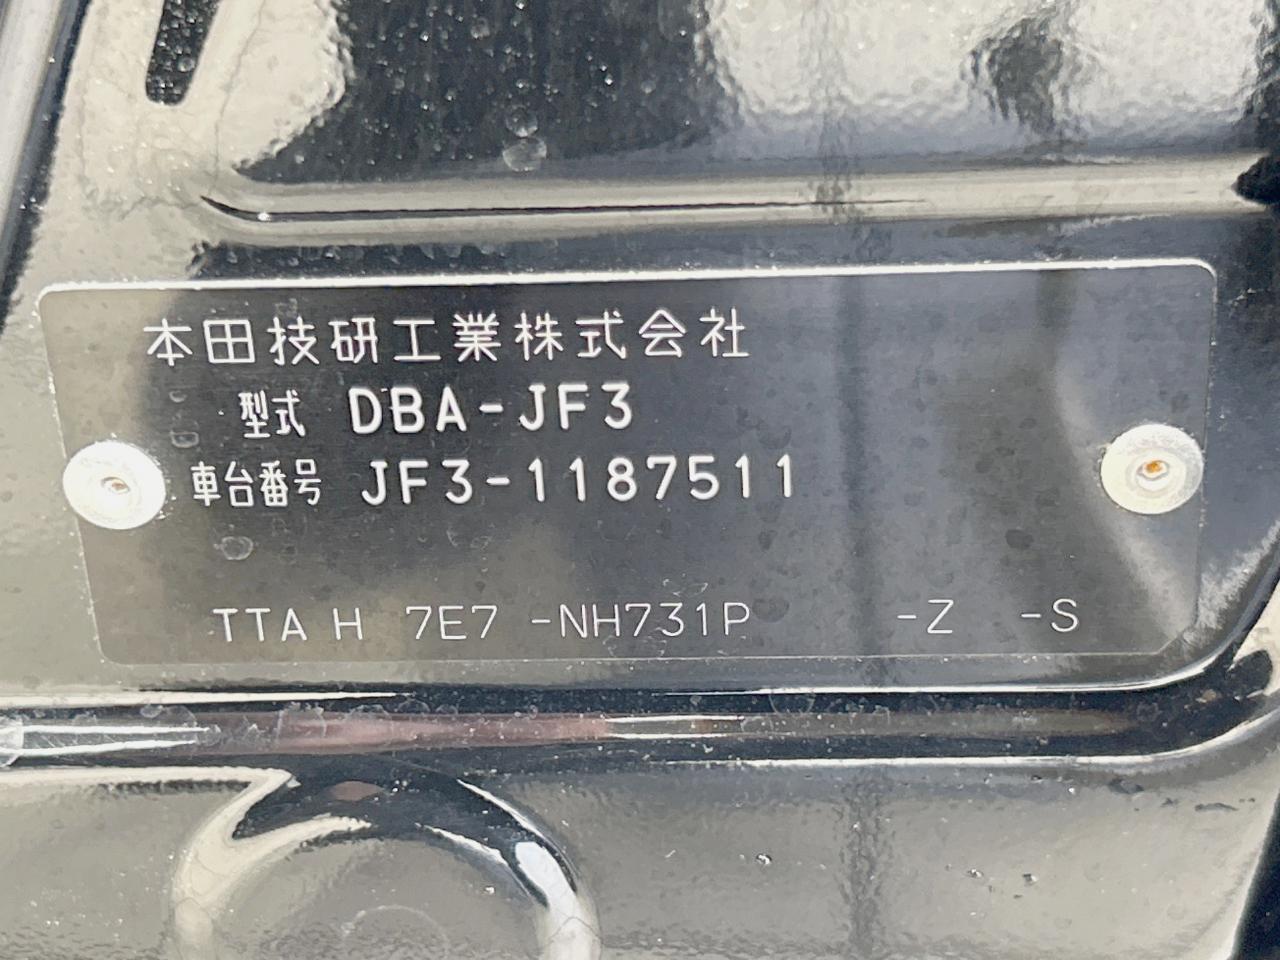 本田技研工業株式会社
型式 DBA-JF3
車台番号 JF3-1187511
TTA H 7E7 -NH731P -Z -S